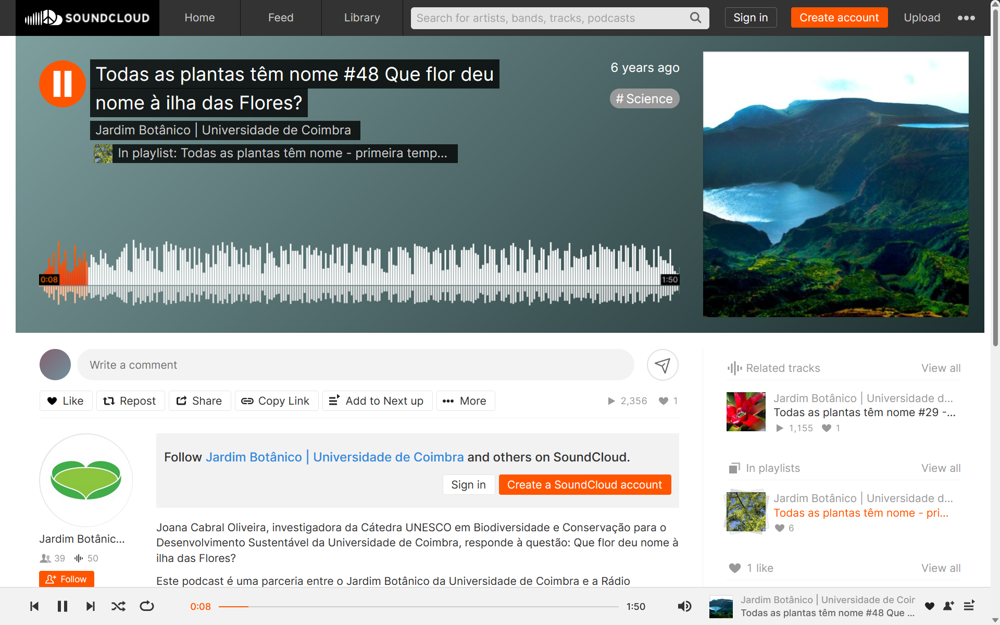 SOUNDCLOUD
Home
Feed
Library
Search for artists, bands, tracks, podcasts
Sign in
Create account
Upload
Todas as plantas têm nome #48 Que flor deu
nome à ilha das Flores?
Jardim Botânico | Universidade de Coimbra
In playlist: Todas as plantas têm nome - primeira temp...
6 years ago
# Science
0:08
1:50
Write a comment
Like
Repost
Share
Copy Link
Add to Next up
More
2,356
1
Jardim Botânic...
39
50
Follow
Follow Jardim Botânico | Universidade de Coimbra and others on SoundCloud.
Sign in
Create a SoundCloud account
Joana Cabral Oliveira, investigadora da Cátedra UNESCO em Biodiversidade e Conservação para o
Desenvolvimento Sustentável da Universidade de Coimbra, responde à questão: Que flor deu nome à
ilha das Flores?
Este podcast é uma parceria entre o Jardim Botânico da Universidade de Coimbra e a Rádio
Related tracks
View all
Jardim Botânico | Universidade d...
Todas as plantas têm nome #29 -...
1,155
1
In playlists
View all
Jardim Botânico | Universidade d...
Todas as plantas têm nome - pri...
6
1 like
View all
0:08
1:50
Jardim Botânico | Universidade de Coir
Todas as plantas têm nome #48 Que ...